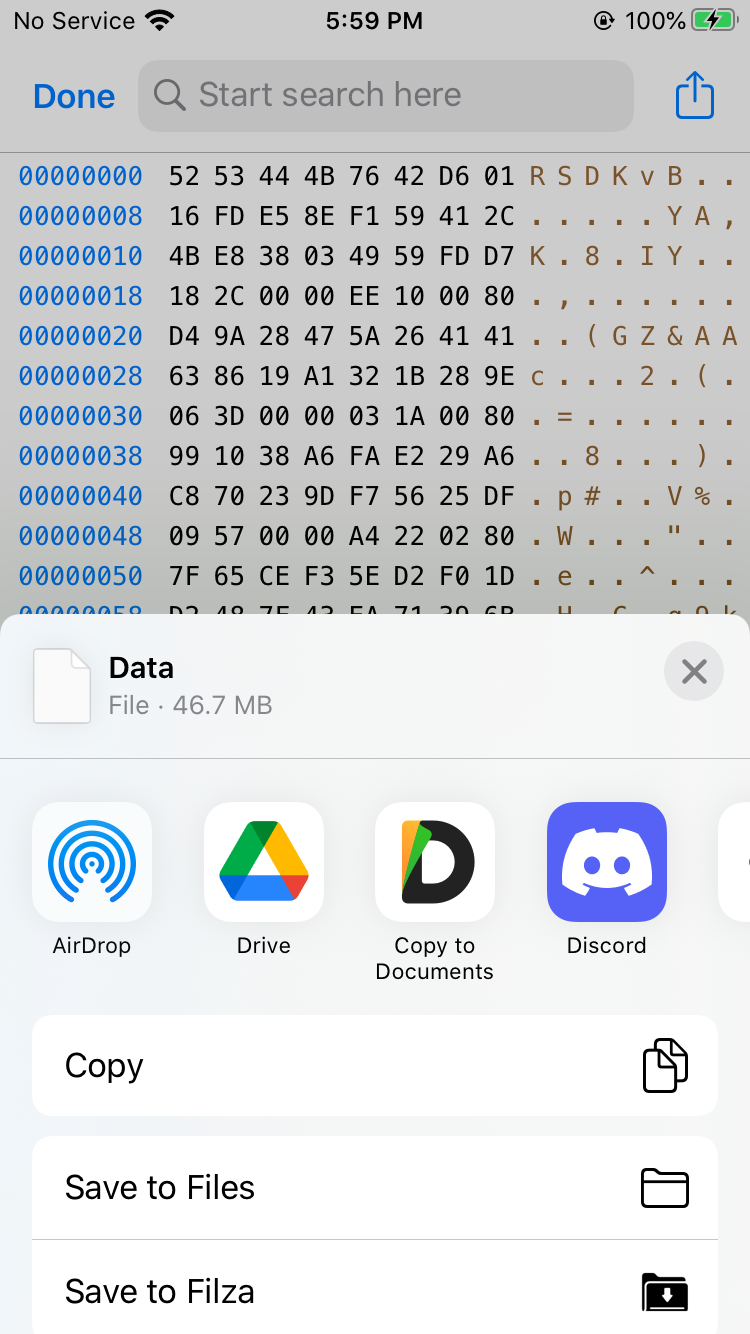 No Service 5:59 PM 100%
Done Start search here
00000000 52 53 44 4B 76 42 D6 01 R S D K v B . .
00000008 16 FD E5 8E F1 59 41 2C . . . . . Y A ,
00000010 4B E8 38 03 49 59 FD D7 K . 8 . I Y . .
00000018 18 2C 00 00 EE 10 00 80 . , . . . . . .
00000020 D4 9A 28 47 5A 26 41 41 . . ( G Z & A A
00000028 63 86 19 A1 32 1B 28 9E c . . . 2 . ( .
00000030 06 3D 00 00 03 1A 00 80 . = . . . . . .
00000038 99 10 38 A6 FA E2 29 A6 . . 8 . . . ) .
00000040 C8 70 23 9D F7 56 25 DF . p # . . V % .
00000048 09 57 00 00 A4 22 02 80 . W . . . " . .
00000050 7F 65 CE F3 5E D2 F0 1D . e . . ^ . . .
Data
File · 46.7 MB
AirDrop
Drive
Copy to
Documents
Discord
Copy
Save to Files
Save to Filza